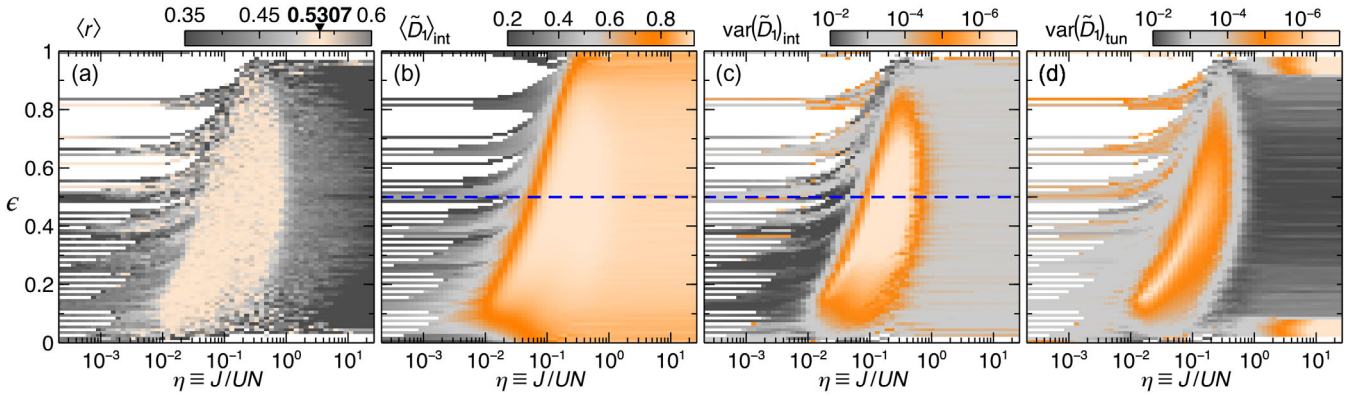 ⟨r⟩ 0.35 0.45 0.5307 0.6
⟨D̃₁⟩int 0.2 0.4 0.6 0.8
var(D̃₁)int 10⁻² 10⁻⁴ 10⁻⁶
var(D̃₁)tun 10⁻² 10⁻⁴ 10⁻⁶
(a) (b) (c) (d)
1
0.8
0.6
ϵ
0.4
0.2
0
10⁻³ 10⁻² 10⁻¹ 10⁰ 10¹
10⁻³ 10⁻² 10⁻¹ 10⁰ 10¹
10⁻³ 10⁻² 10⁻¹ 10⁰ 10¹
10⁻³ 10⁻² 10⁻¹ 10⁰ 10¹
η ≡ J/UN
η ≡ J/UN
η ≡ J/UN
η ≡ J/UN